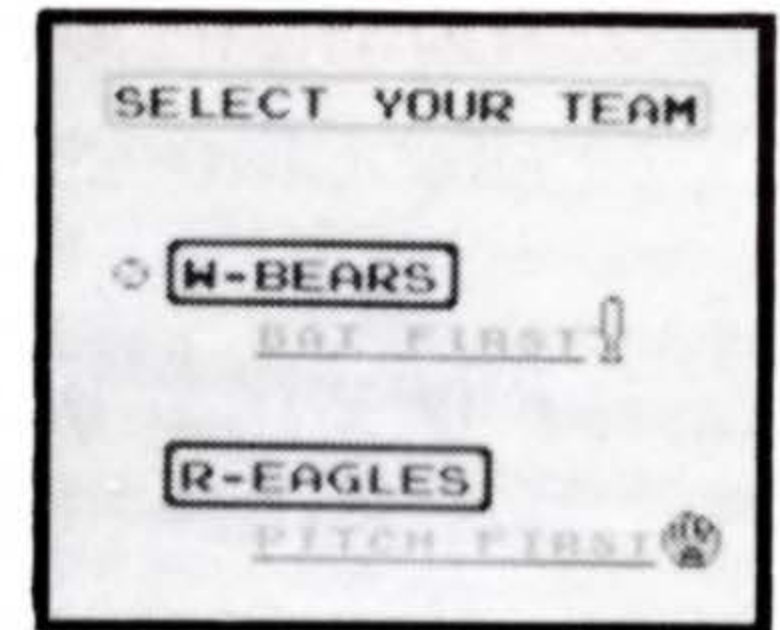 SELECT YOUR TEAM
W-BEARS
BAT FIRST
R-EAGLES
PITCH FIRST